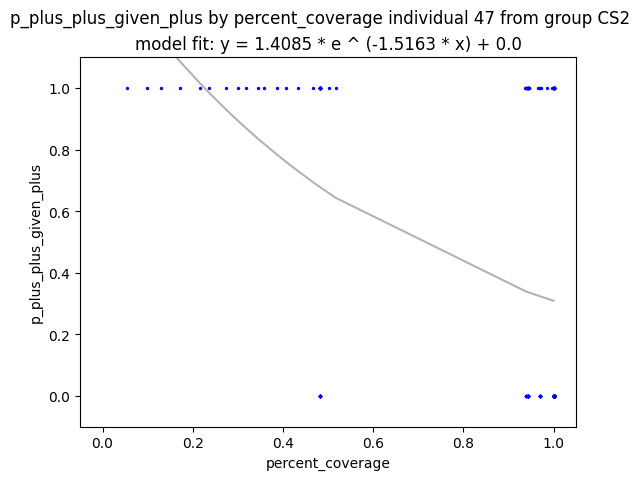 p_plus_plus_given_plus by percent_coverage individual 47 from group CS2
model fit: y = 1.4085 * e ^ (-1.5163 * x) + 0.0
1.0
0.8
0.6
0.4
0.2
0.0
p_plus_plus_given_plus
0.0 0.2 0.4 0.6 0.8 1.0
percent_coverage